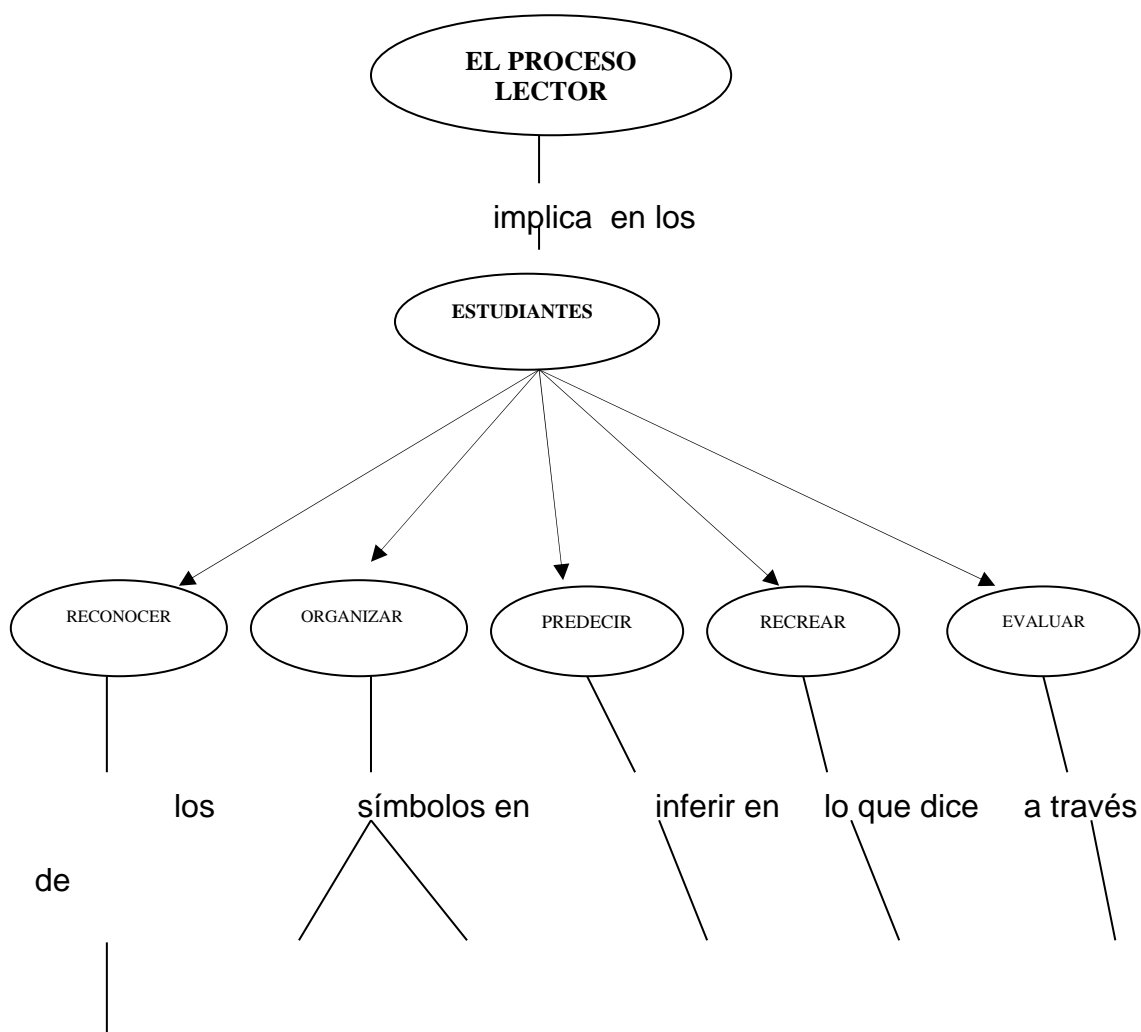 EL PROCESO
LECTOR
implica en los
ESTUDIANTES
RECONOCER
ORGANIZAR
PREDECIR
RECREAR
EVALUAR
los símbolos en inferir en lo que dice a través
de